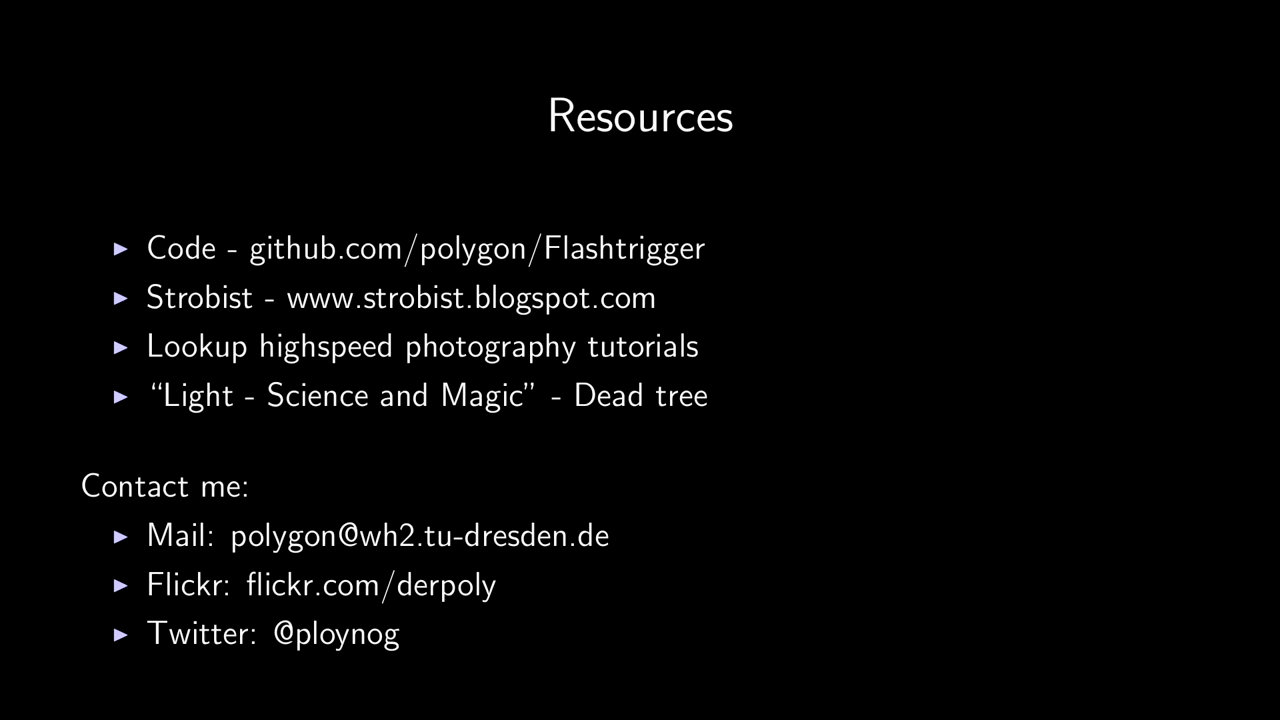 Resources
▶ Code - github.com/polygon/Flashtrigger
▶ Strobist - www.strobist.blogspot.com
▶ Lookup highspeed photography tutorials
▶ “Light - Science and Magic” - Dead tree
Contact me:
▶ Mail: polygon@wh2.tu-dresden.de
▶ Flickr: flickr.com/derpoly
▶ Twitter: @ploynog